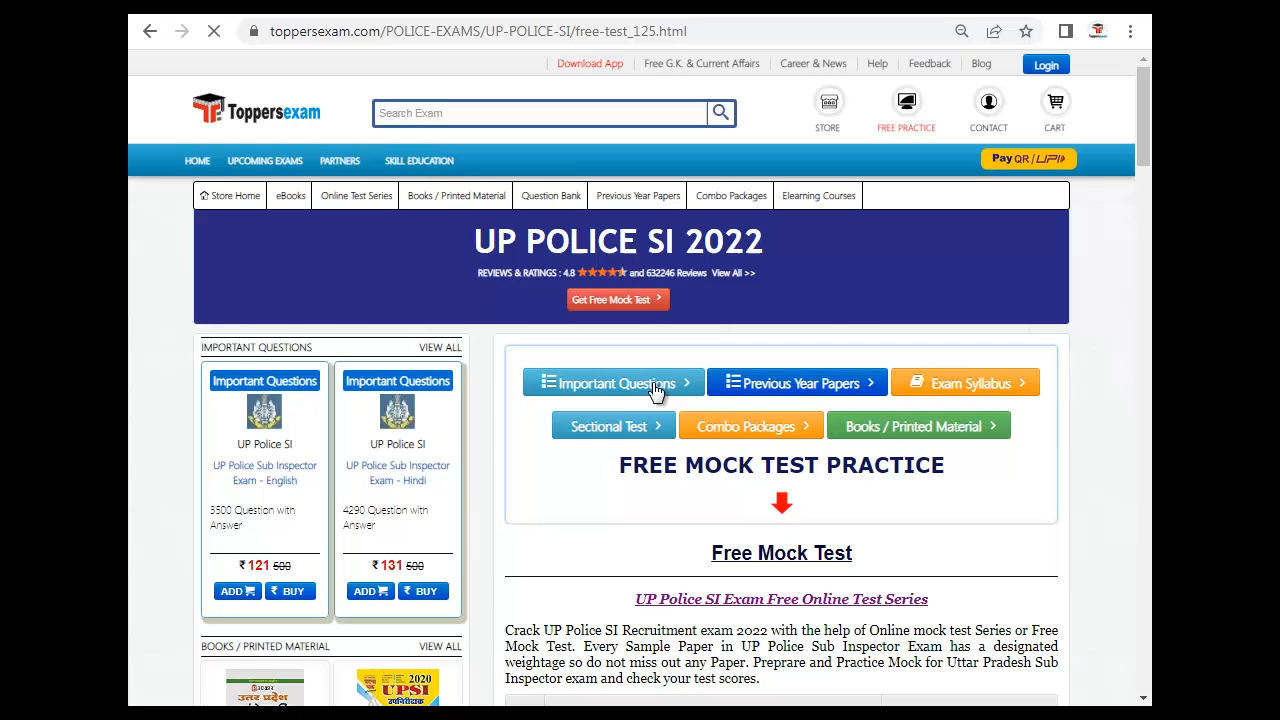 toppersexam.com/POLICE-EXAMS/UP-POLICE-SI/free-test_125.html
Download App Free G.K. & Current Affairs Career & News Help Feedback Blog Login
Toppersexam Search Exam
STORE FREE PRACTICE CONTACT CART
HOME UPCOMING EXAMS PARTNERS SKILL EDUCATION Pay QR / UPI
Store Home eBooks Online Test Series Books / Printed Material Question Bank Previous Year Papers Combo Packages Elearning Courses
UP POLICE SI 2022
REVIEWS & RATINGS : 4.8 ★★★★★ and 632246 Reviews View All >>
Get Free Mock Test >
IMPORTANT QUESTIONS VIEW ALL
Important Questions
UP Police SI
UP Police Sub Inspector
Exam - English
3500 Question with
Answer
₹ 121 500
ADD ₹ BUY
Important Questions
UP Police SI
UP Police Sub Inspector
Exam - Hindi
4290 Question with
Answer
₹ 131 500
ADD ₹ BUY
BOOKS / PRINTED MATERIAL VIEW ALL
उत्तर प्रदेश
2020
UPSI
उपनिरीक्षक
Important Questions > Previous Year Papers > Exam Syllabus >
Sectional Test > Combo Packages > Books / Printed Material >
FREE MOCK TEST PRACTICE
Free Mock Test
UP Police SI Exam Free Online Test Series
Crack UP Police SI Recruitment exam 2022 with the help of Online mock test Series or Free
Mock Test. Every Sample Paper in UP Police Sub Inspector Exam has a designated
weightage so do not miss out any Paper. Preprare and Practice Mock for Uttar Pradesh Sub
Inspector exam and check your test scores.